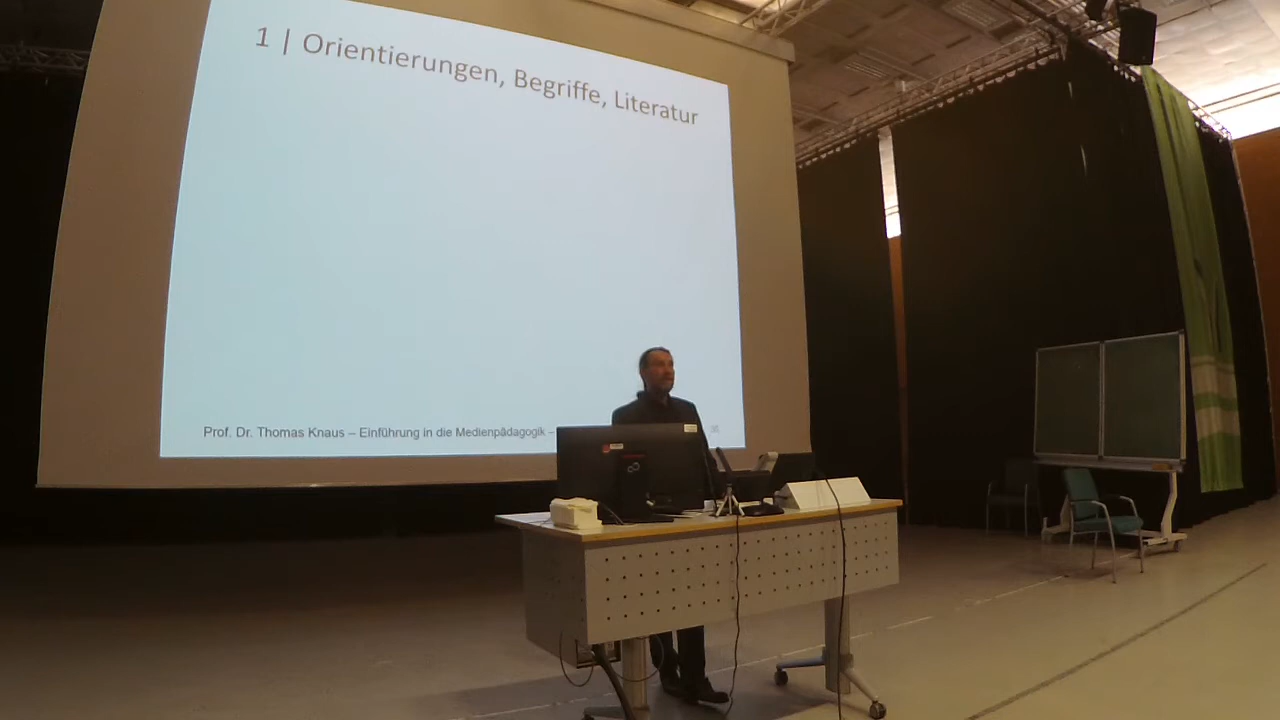 1 | Orientierungen, Begriffe, Literatur
Prof. Dr. Thomas Knaus – Einführung in die Medienpädagogik –